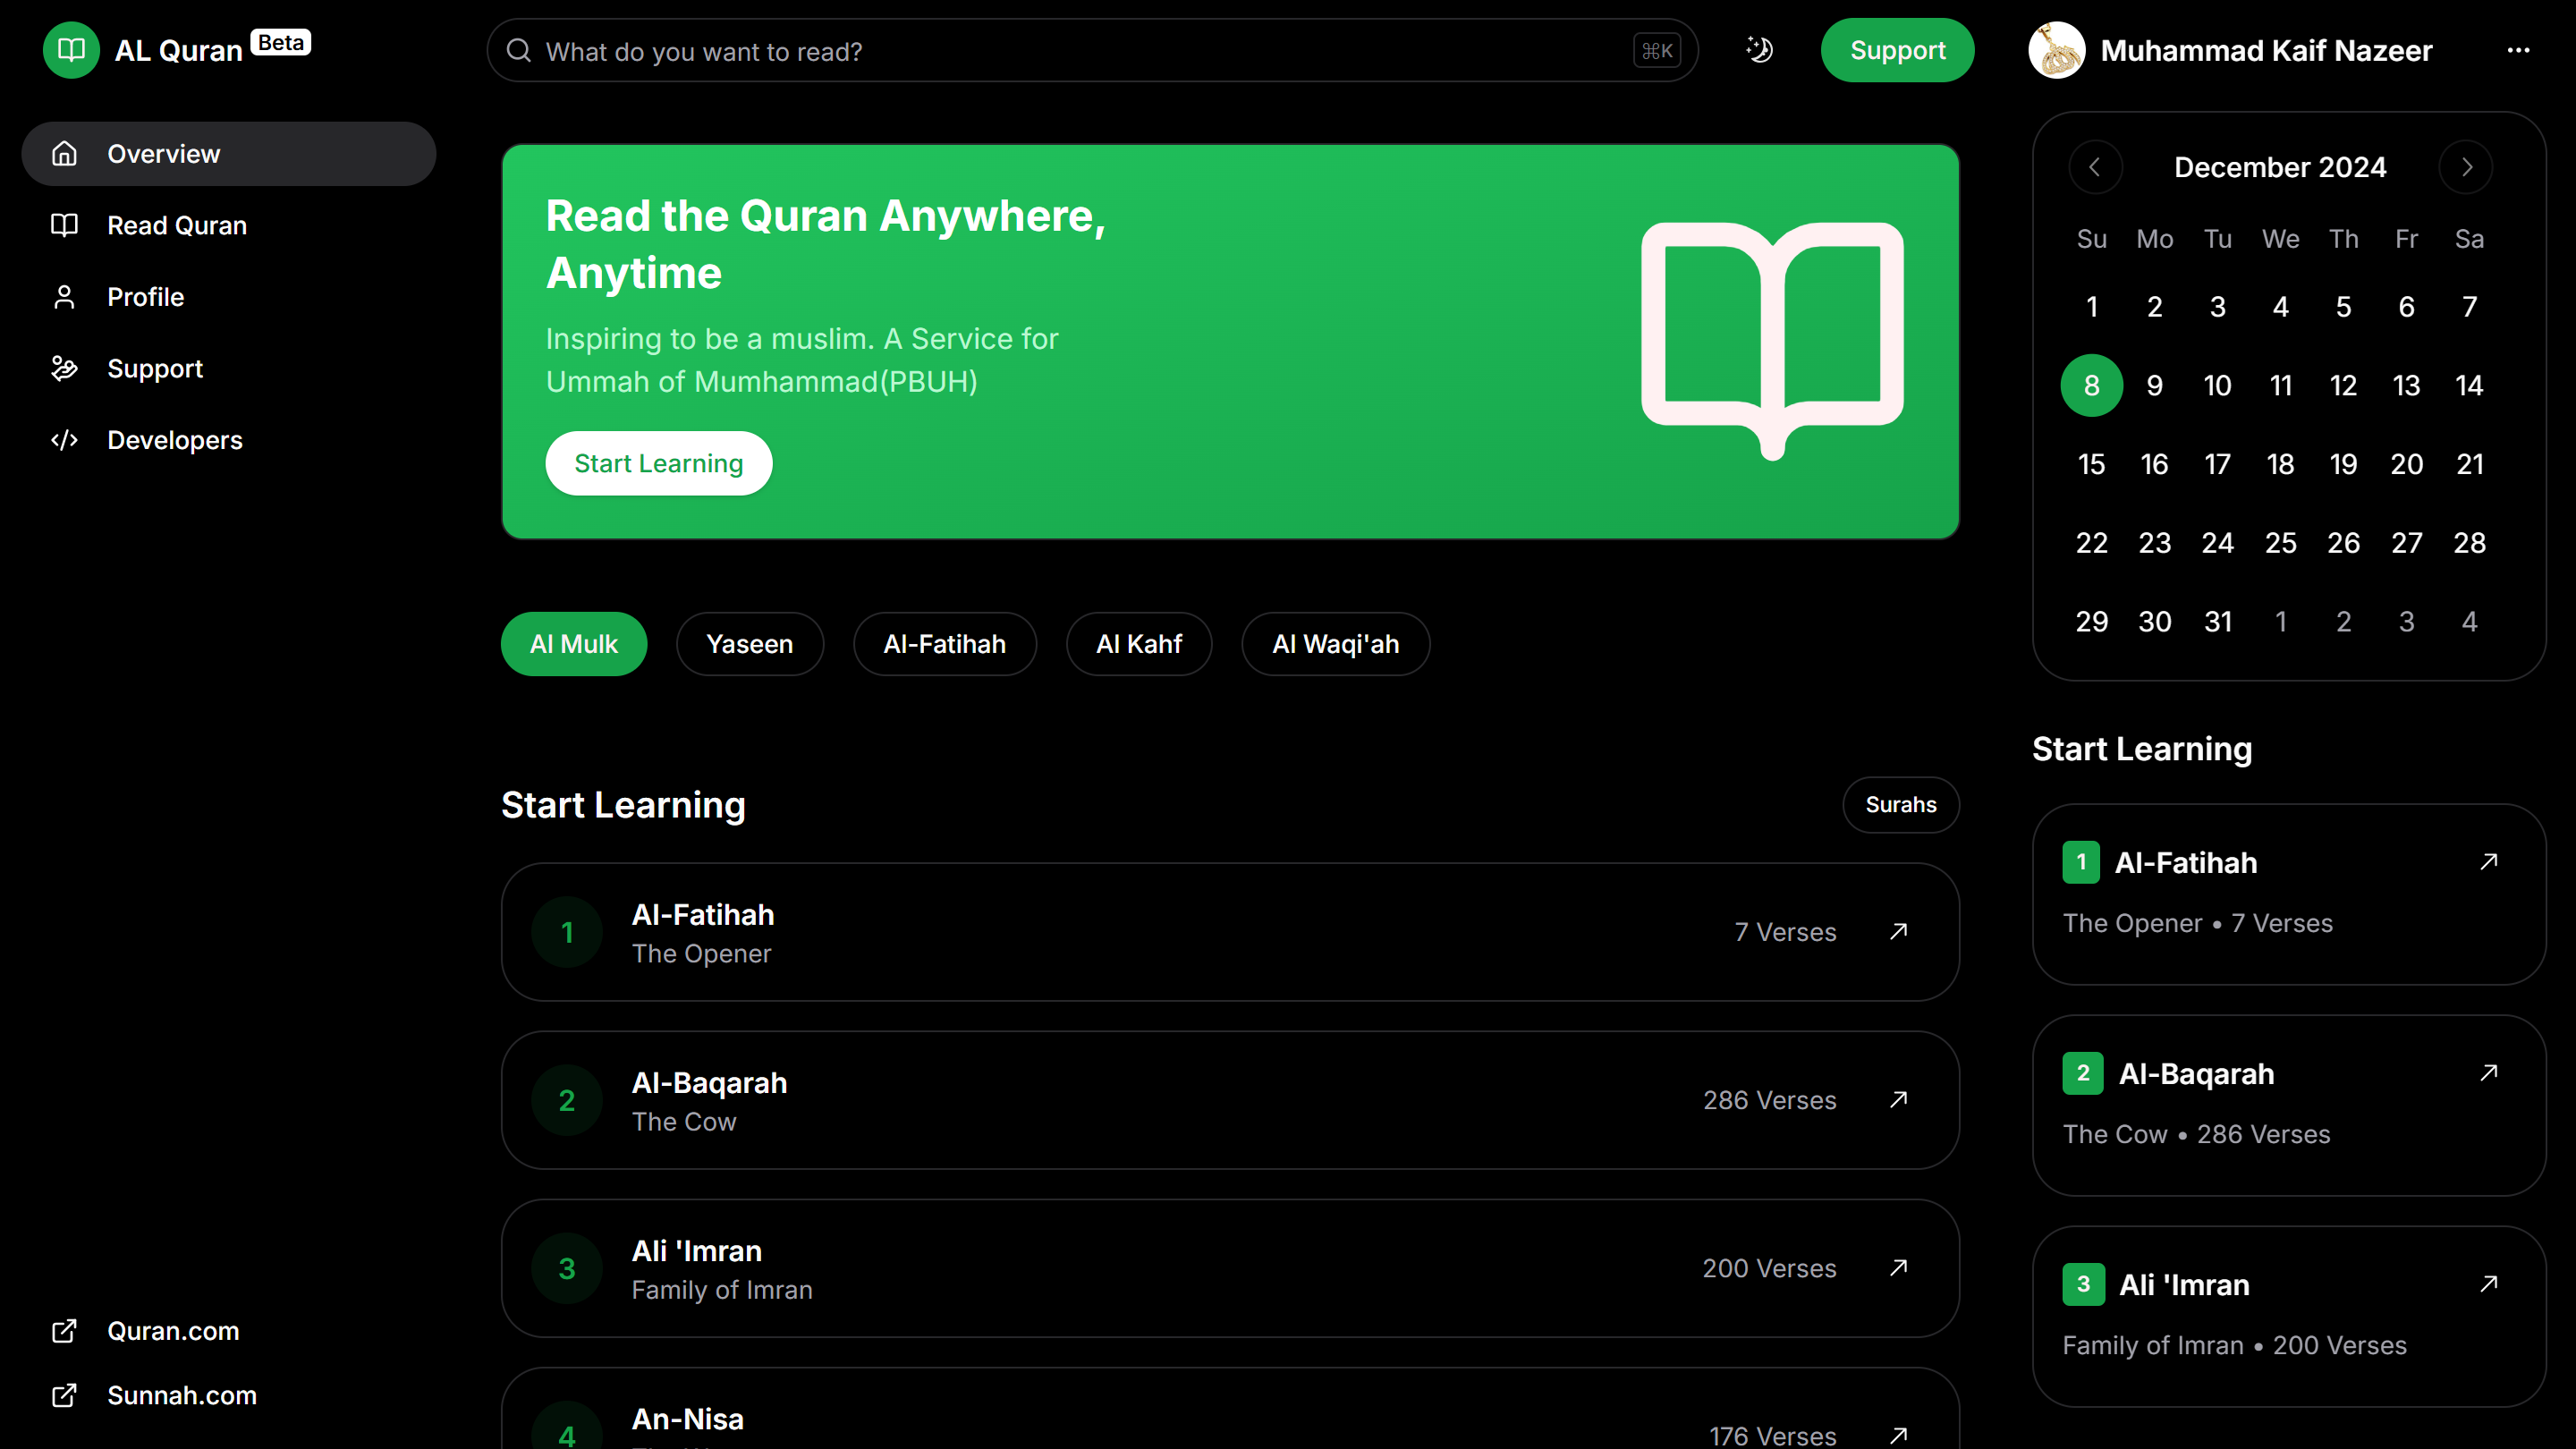 AL Quran Beta
What do you want to read?
⌘K
Support
Muhammad Kaif Nazeer
Overview
Read Quran
Profile
Support
Developers
Quran.com
Sunnah.com
Read the Quran Anywhere,
Anytime
Inspiring to be a muslim. A Service for
Ummah of Mumhammad(PBUH)
Start Learning
Al Mulk Yaseen Al-Fatihah Al Kahf Al Waqi'ah
Start Learning
Surahs
1 Al-Fatihah
The Opener
7 Verses
2 Al-Baqarah
The Cow
286 Verses
3 Ali 'Imran
Family of Imran
200 Verses
4 An-Nisa
176 Verses
December 2024
Su Mo Tu We Th Fr Sa
1 2 3 4 5 6 7
8 9 10 11 12 13 14
15 16 17 18 19 20 21
22 23 24 25 26 27 28
29 30 31 1 2 3 4
Start Learning
1 Al-Fatihah
The Opener • 7 Verses
2 Al-Baqarah
The Cow • 286 Verses
3 Ali 'Imran
Family of Imran • 200 Verses